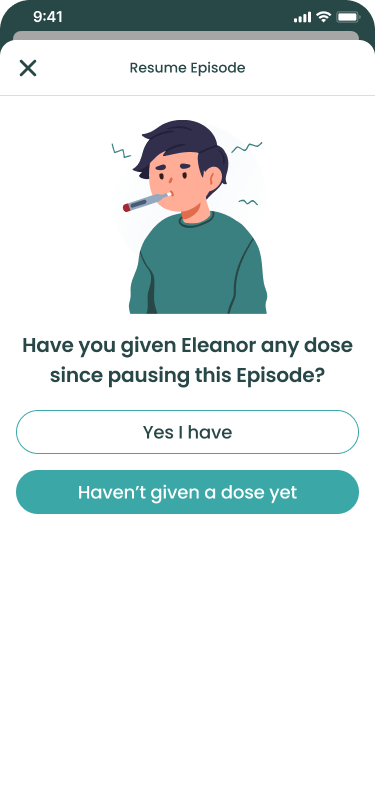 9:41
Resume Episode
Have you given Eleanor any dose
since pausing this Episode?
Yes I have
Haven’t given a dose yet